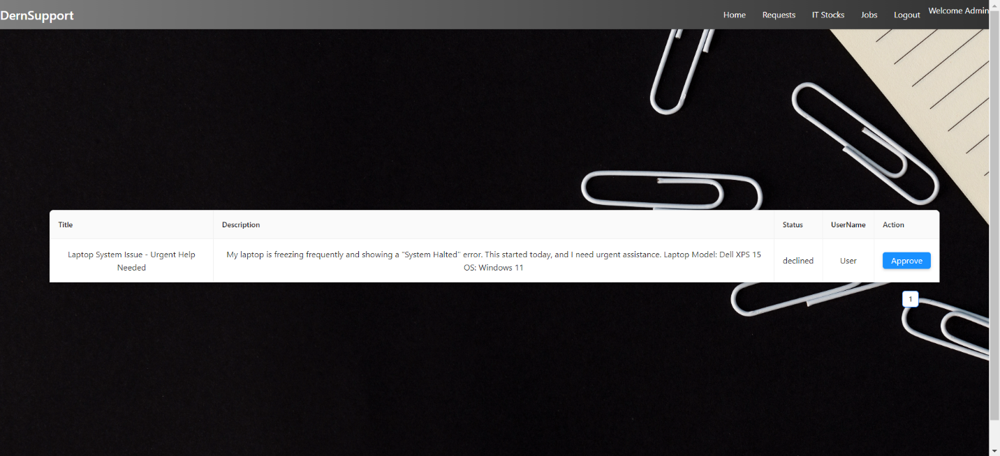 DernSupport
Home Requests IT Stocks Jobs Logout Welcome Admin
Title Description Status UserName Action
Laptop System Issue - Urgent Help
Needed
My laptop is freezing frequently and showing a "System Halted" error. This started today, and I need urgent assistance. Laptop Model: Dell XPS 15
OS: Windows 11
declined
User
Approve
1